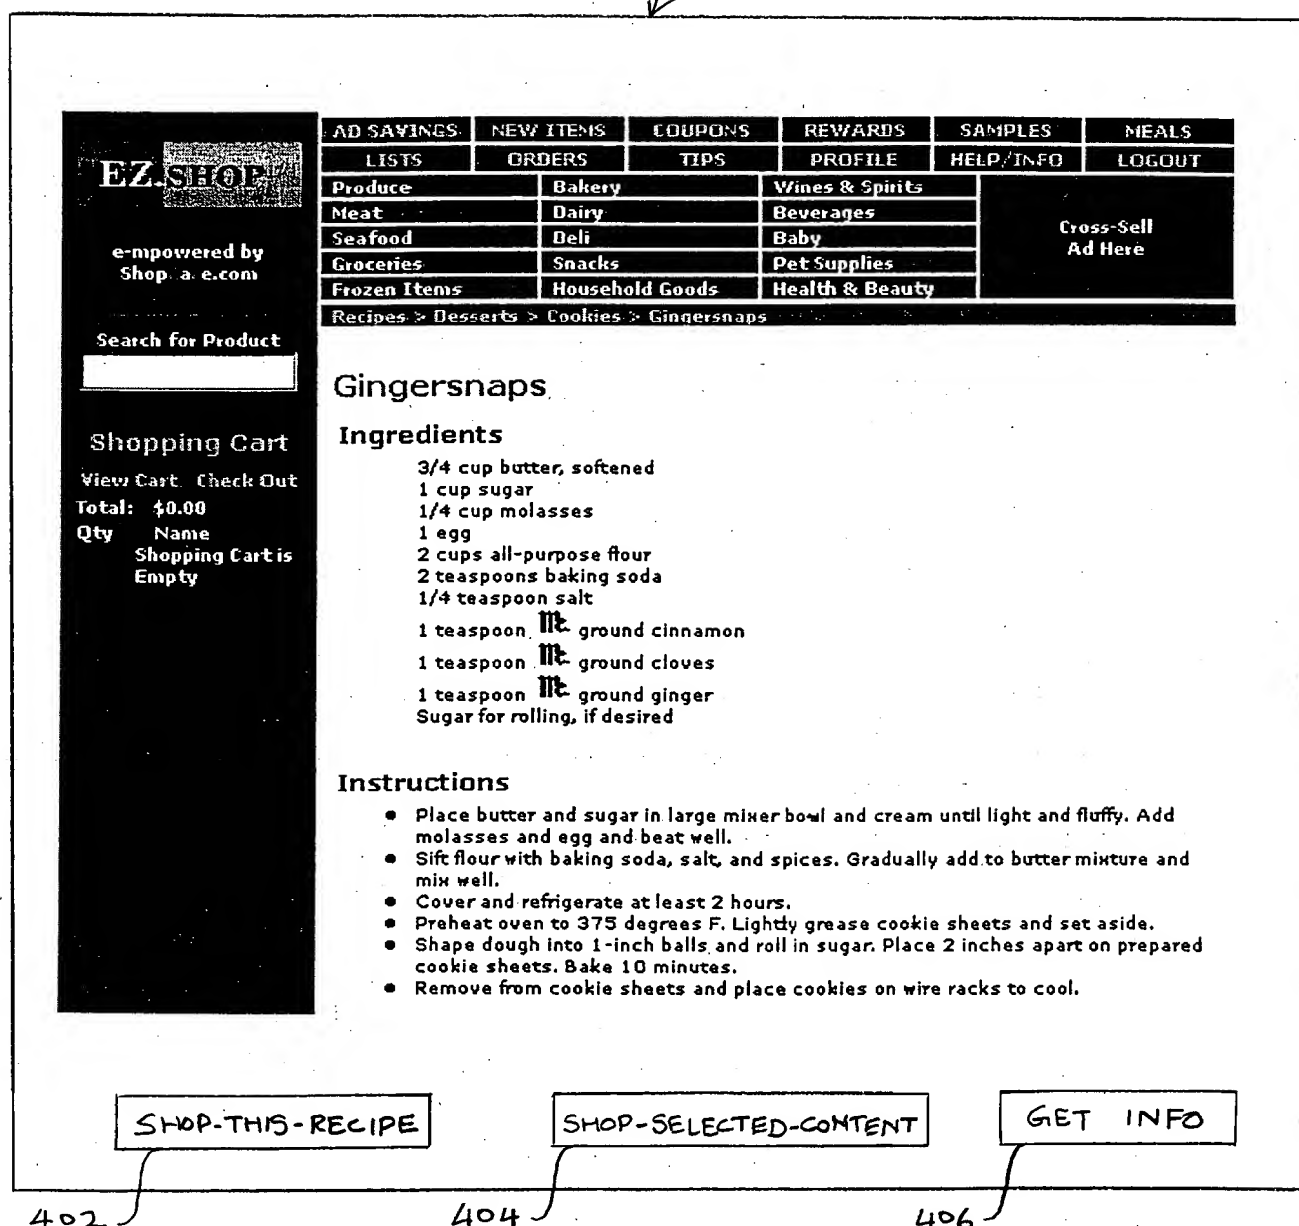 AD SAVINGS NEW ITEMS COUPONS REWARDS SAMPLES MEALS
LISTS ORDERS TIPS PROFILE HELP/INFO LOGOUT
EZ.SHOP
Produce Bakery Wines & Spirits
Meat Dairy Beverages
Seafood Deli Baby
Groceries Snacks Pet Supplies
Frozen Items Household Goods Health & Beauty
Cross-Sell
Ad Here
e-mpowered by
Shop a e.com
Recipes > Desserts > Cookies > Gingersnaps
Search for Product
Shopping Cart
View Cart Check Out
Total: $0.00
Qty Name
Shopping Cart is
Empty
Gingersnaps
Ingredients
3/4 cup butter, softened
1 cup sugar
1/4 cup molasses
1 egg
2 cups all-purpose flour
2 teaspoons baking soda
1/4 teaspoon salt
1 teaspoon Mc ground cinnamon
1 teaspoon Mc ground cloves
1 teaspoon Mc ground ginger
Sugar for rolling, if desired
Instructions
• Place butter and sugar in large mixer bowl and cream until light and fluffy. Add
molasses and egg and beat well.
• Sift flour with baking soda, salt, and spices. Gradually add to butter mixture and
mix well.
• Cover and refrigerate at least 2 hours.
• Preheat oven to 375 degrees F. Lightly grease cookie sheets and set aside.
• Shape dough into 1-inch balls and roll in sugar. Place 2 inches apart on prepared
cookie sheets. Bake 10 minutes.
• Remove from cookie sheets and place cookies on wire racks to cool.
SHOP-THIS-RECIPE SHOP-SELECTED-CONTENT GET INFO
402 404 406